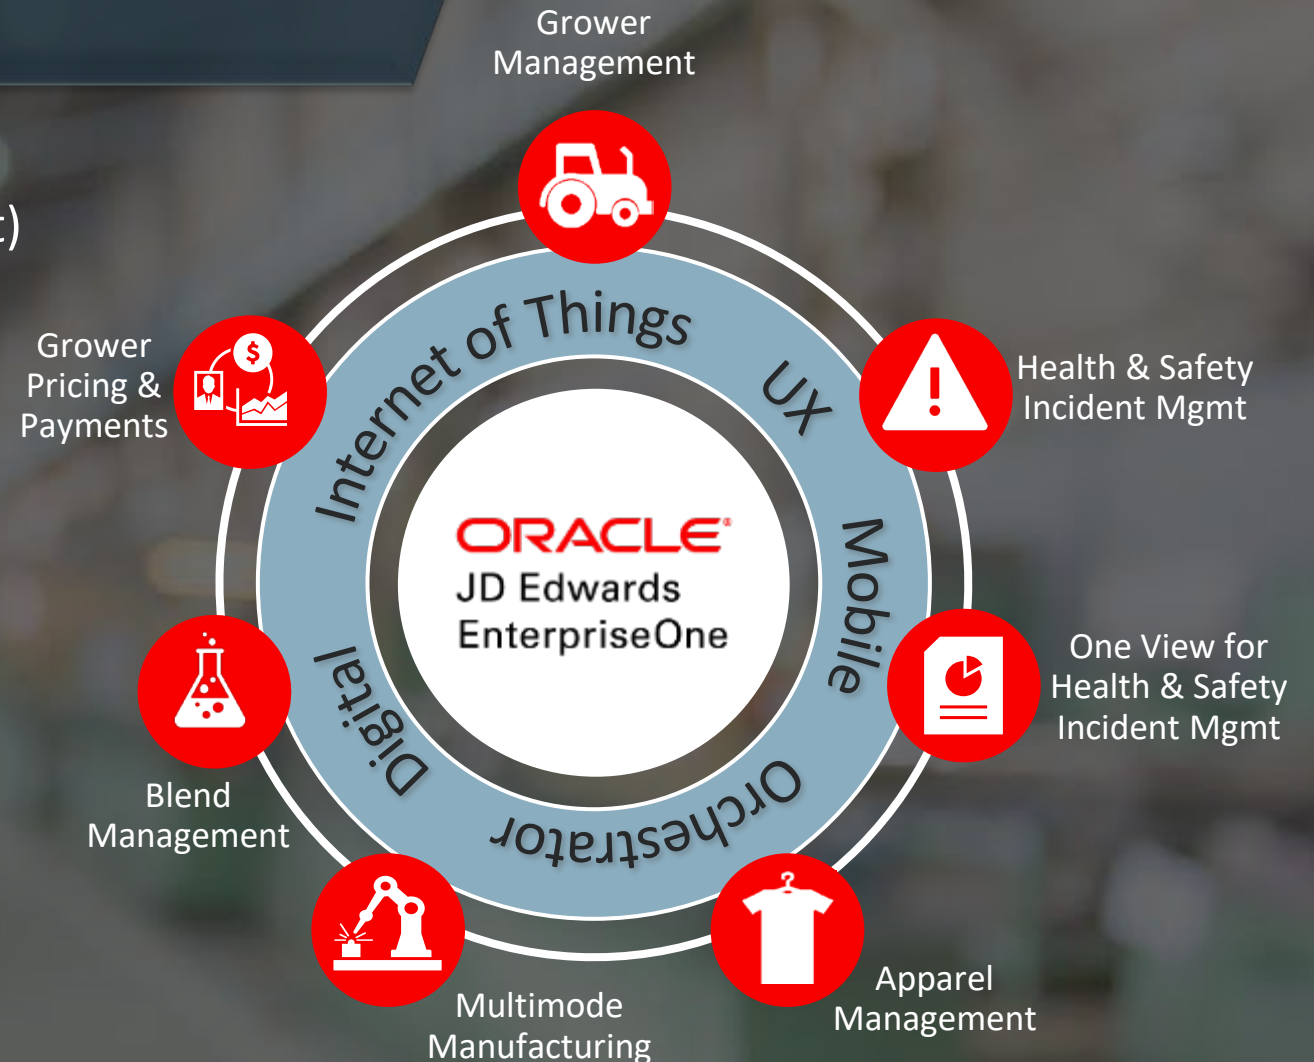 Grower
Management
t)
Grower
Pricing &
Payments
$
Internet of Things
UX
Mobile
Orchestrator
Digital
Health & Safety
Incident Mgmt
ORACLE®
JD Edwards
EnterpriseOne
One View for
Health & Safety
Incident Mgmt
Blend
Management
Multimode
Manufacturing
Apparel
Management